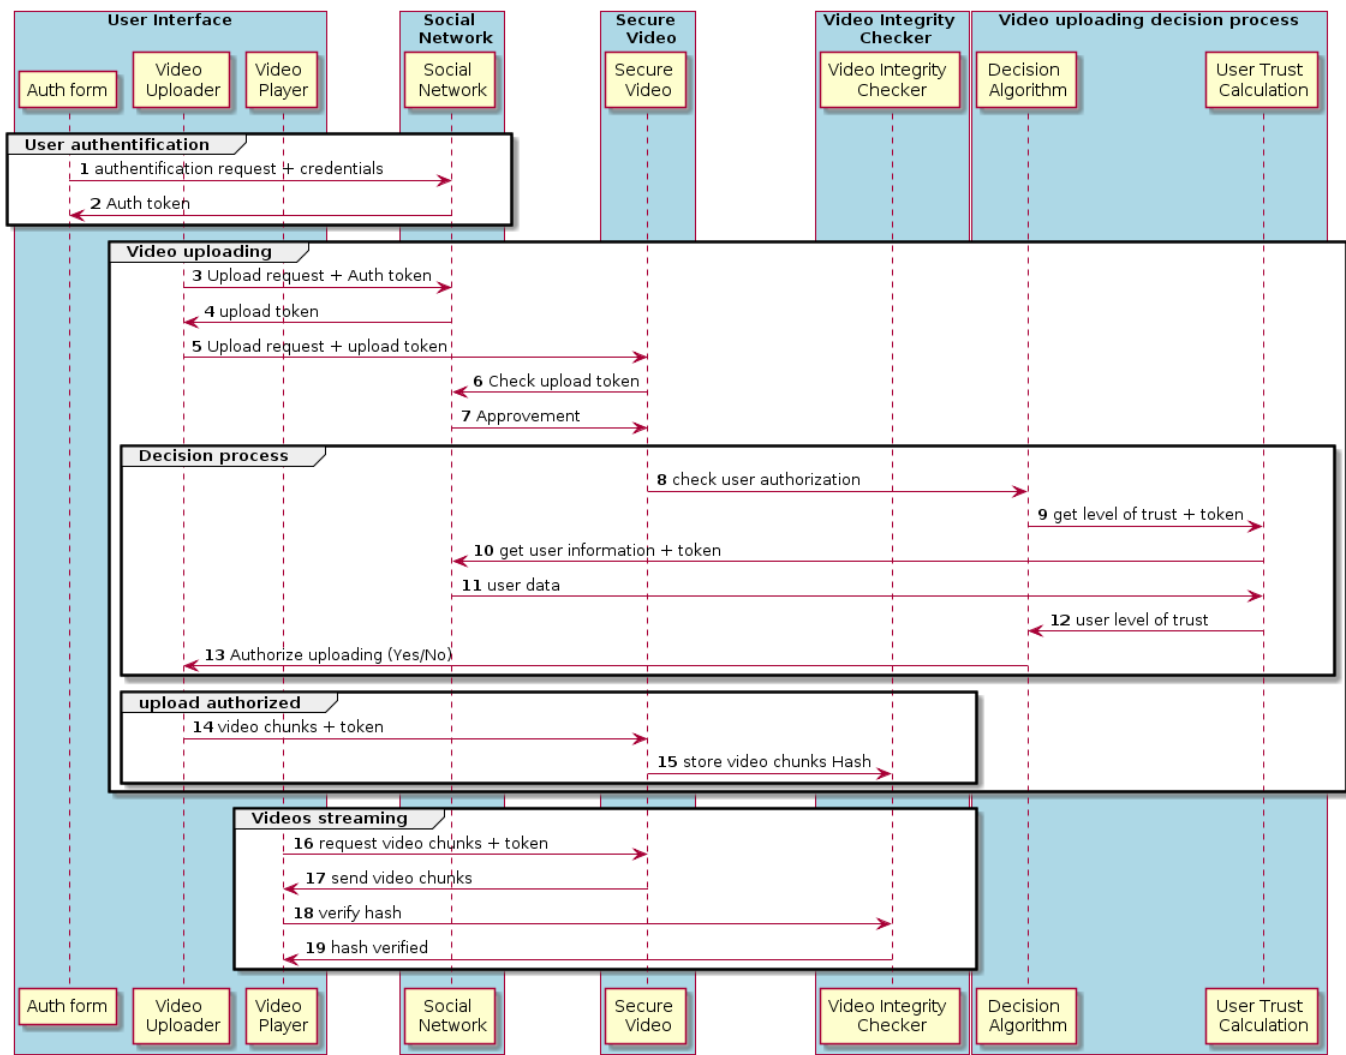 User Interface
Social
Network
Secure
Video
Video Integrity
Checker
Video uploading decision process
Auth form
Video
Uploader
Video
Player
Social
Network
Secure
Video
Video Integrity
Checker
Decision
Algorithm
User Trust
Calculation
User authentification
1 authentification request + credentials
2 Auth token
Video uploading
3 Upload request + Auth token
4 upload token
5 Upload request + upload token
6 Check upload token
7 Approvement
Decision process
8 check user authorization
9 get level of trust + token
10 get user information + token
11 user data
12 user level of trust
13 Authorize uploading (Yes/No)
upload authorized
14 video chunks + token
15 store video chunks Hash
Videos streaming
16 request video chunks + token
17 send video chunks
18 verify hash
19 hash verified
Auth form
Video
Uploader
Video
Player
Social
Network
Secure
Video
Video Integrity
Checker
Decision
Algorithm
User Trust
Calculation